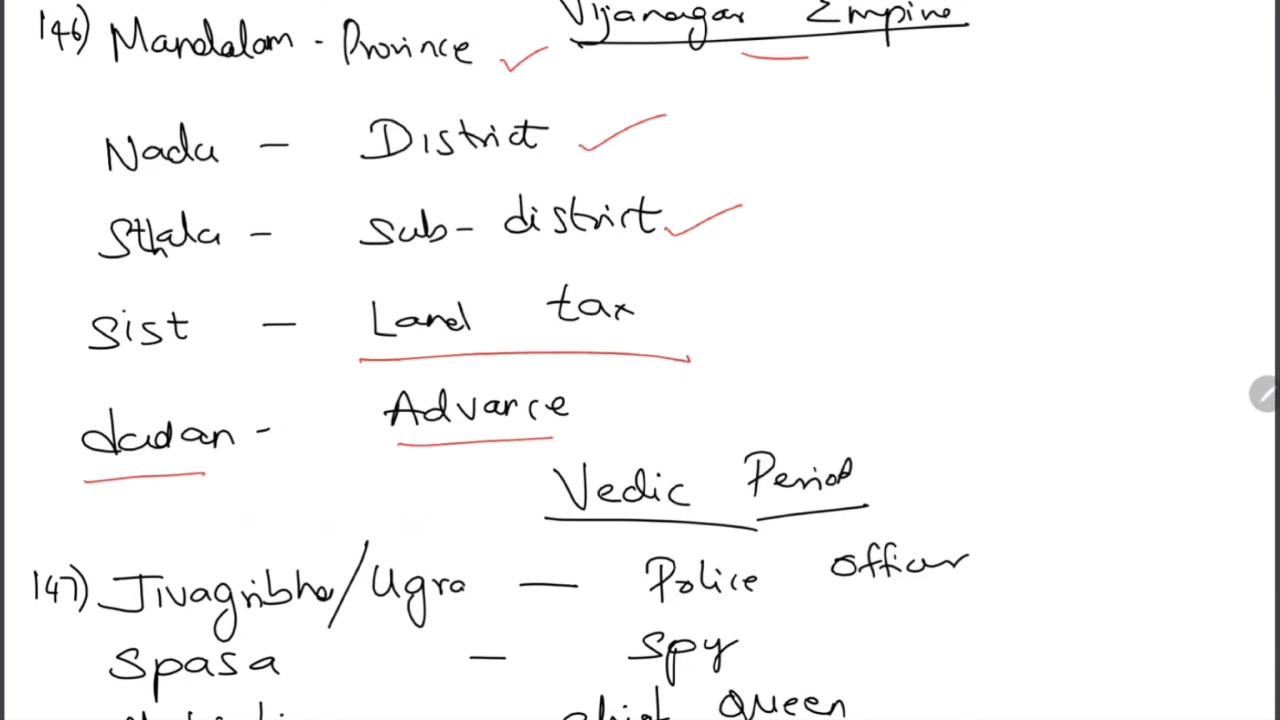 146) Mandalam - Province Vijanagar Empire
Nadu - District
Sthala - Sub-district
Sist - Land tax
dadan - Advance
Vedic Period
147) Jivagribha/Ugra - Police officer
Spasa - Spy
queen